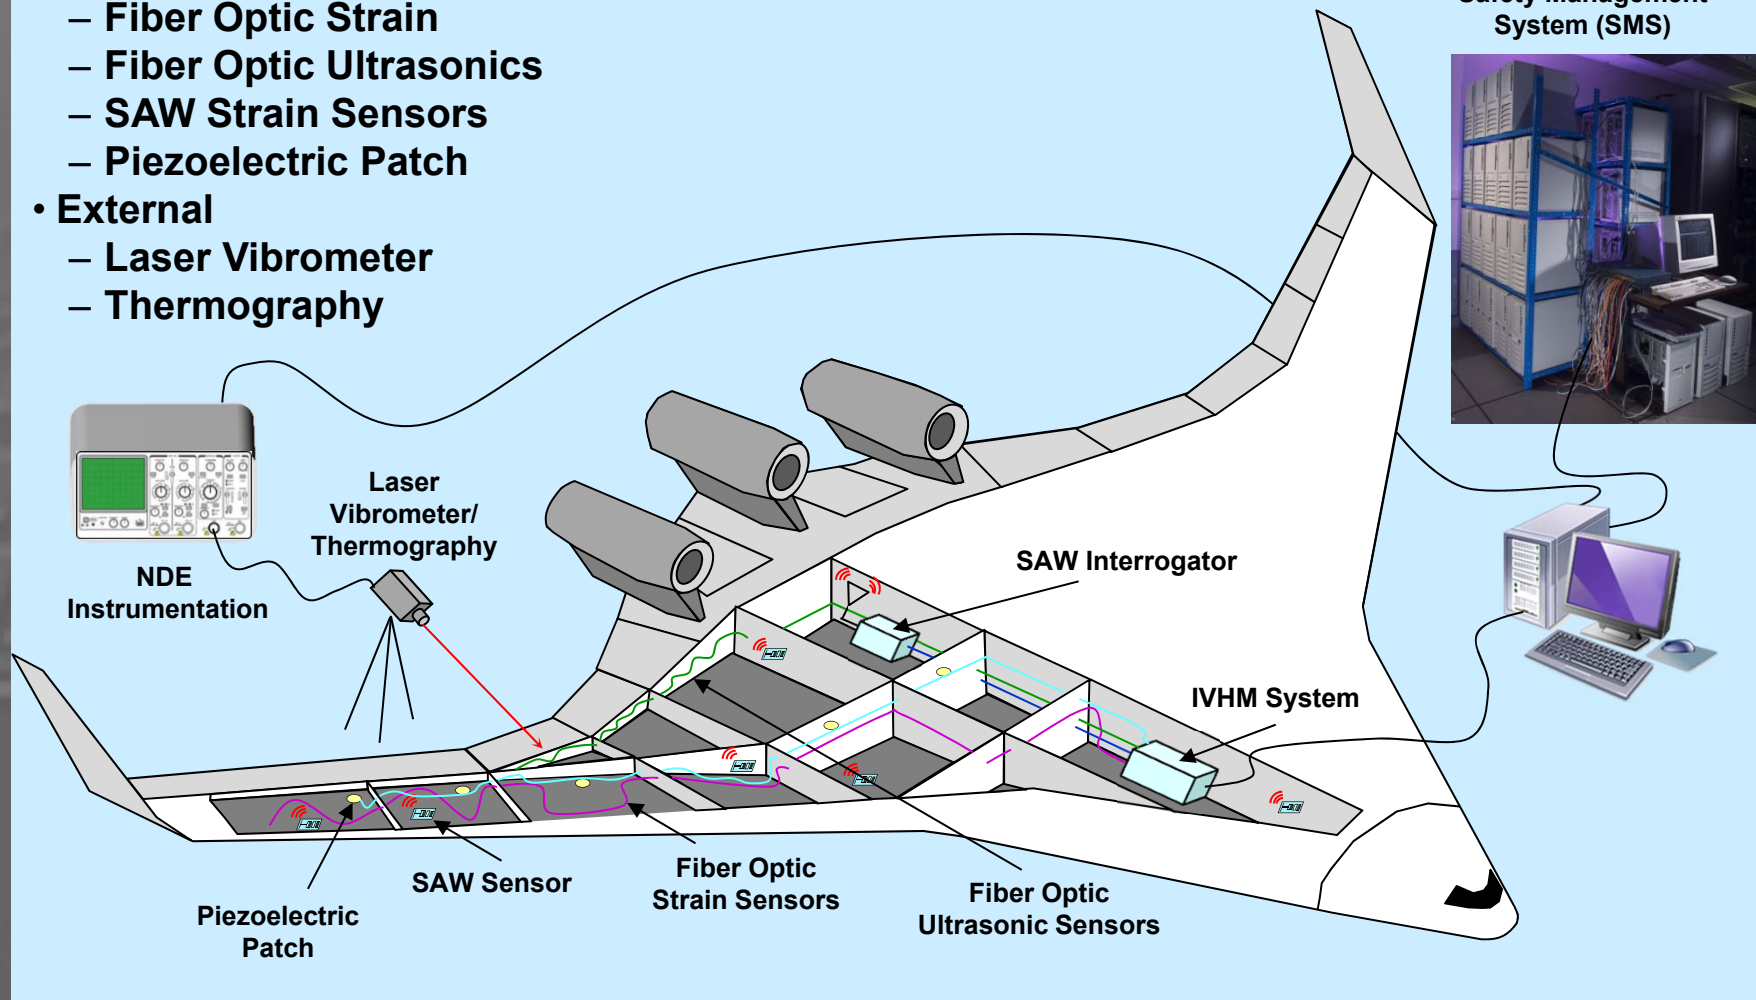 – Fiber Optic Strain
– Fiber Optic Ultrasonics
– SAW Strain Sensors
– Piezoelectric Patch
• External
– Laser Vibrometer
– Thermography
Safety Management
System (SMS)
Laser
Vibrometer/
Thermography
NDE
Instrumentation
SAW Interrogator
IVHM System
Fiber Optic
Strain Sensors
SAW Sensor
Fiber Optic
Ultrasonic Sensors
Piezoelectric
Patch